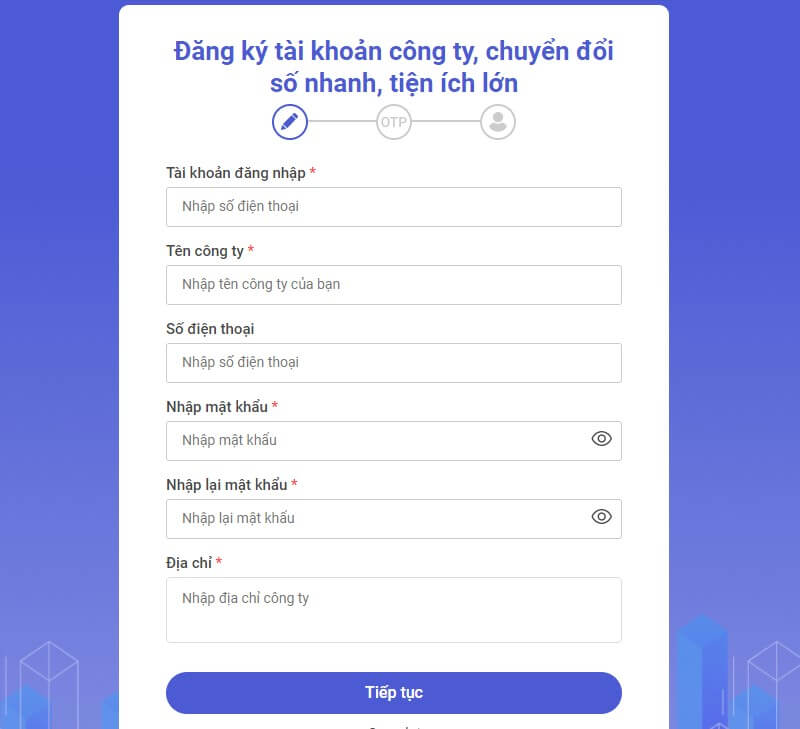 Đăng ký tài khoản công ty, chuyển đổi
số nhanh, tiện ích lớn
OTP
Tài khoản đăng nhập *
Nhập số điện thoại
Tên công ty *
Nhập tên công ty của bạn
Số điện thoại
Nhập số điện thoại
Nhập mật khẩu *
Nhập mật khẩu
Nhập lại mật khẩu *
Nhập lại mật khẩu
Địa chỉ *
Nhập địa chỉ công ty
Tiếp tục